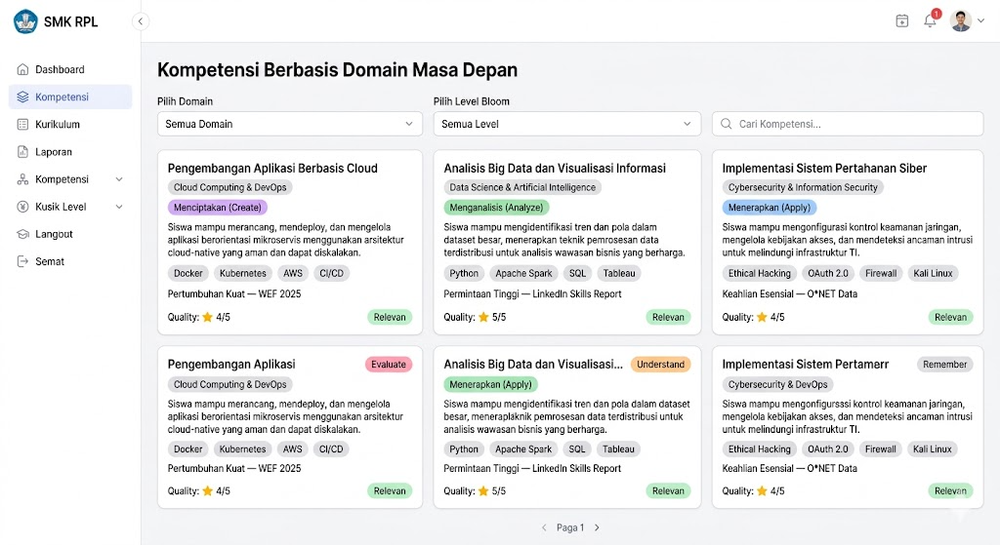 SMK RPL
1
Dashboard
Kompetensi
Kurikulum
Laporan
Kompetensi
Kusik Level
Langout
Semat
Kompetensi Berbasis Domain Masa Depan
Pilih Domain
Semua Domain
Pilih Level Bloom
Semua Level
Cari Kompetensi...
Pengembangan Aplikasi Berbasis Cloud
Cloud Computing & DevOps
Menciptakan (Create)
Siswa mampu merancang, mendeploy, dan mengelola
aplikasi berorientasi mikroservis menggunakan arsitektur
cloud-native yang aman dan dapat diskalakan.
Docker Kubernetes AWS CI/CD
Pertumbuhan Kuat — WEF 2025
Quality: ⭐ 4/5 Relevan
Analisis Big Data dan Visualisasi Informasi
Data Science & Artificial Intelligence
Menganalisis (Analyze)
Siswa mampu mengidentifikasi tren dan pola dalam
dataset besar, menerapkan teknik pemrosesan data
terdistribusi untuk analisis wawasan bisnis yang berharga.
Python Apache Spark SQL Tableau
Permintaan Tinggi — LinkedIn Skills Report
Quality: ⭐ 5/5 Relevan
Implementasi Sistem Pertahanan Siber
Cybersecurity & Information Security
Menerapkan (Apply)
Siswa mampu mengonfigurasi kontrol keamanan jaringan,
mengelola kebijakan akses, dan mendeteksi ancaman intrusi
untuk melindungi infrastruktur TI.
Ethical Hacking OAuth 2.0 Firewall Kali Linux
Keahlian Esensial — O*NET Data
Quality: ⭐ 4/5 Relevan
Pengembangan Aplikasi Evaluate
Cloud Computing & DevOps
Siswa mampu merancang, mendeploy, dan mengelola
aplikasi berorientasi mikroservis menggunakan arsitektur
cloud-native yang aman dan dapat diskalakan.
Docker Kubernetes AWS CI/CD
Pertumbuhan Kuat — WEF 2025
Quality: ⭐ 4/5 Relevan
Analisis Big Data dan Visualisasi... Understand
Menerapkan (Apply)
Siswa mampu mengidentifikasi tren dan pola dalam dataset
besar, meneraplaknik pemrosesan data terdistribusi untuk
analisis wawasan bisnis yang berharga.
Python Apache Spark SQL Tableau
Permintaan Tinggi — LinkedIn Skills Report
Quality: ⭐ 5/5 Relevan
Implementasi Sistem Pertamarr Remember
Cybersecurity & DevOps
Siswa mampu mengonfigursssi kontrol keamanan jaringan,
mengelola kebijakan akses, dan mendeteksi ancaman intrusi
untuk melindungi infrastruktur TI.
Ethical Hacking OAuth 2.0 Firewall Kali Linux
Keahlian Esensial — O*NET Data
Quality: ⭐ 4/5 Relevan
Paga 1